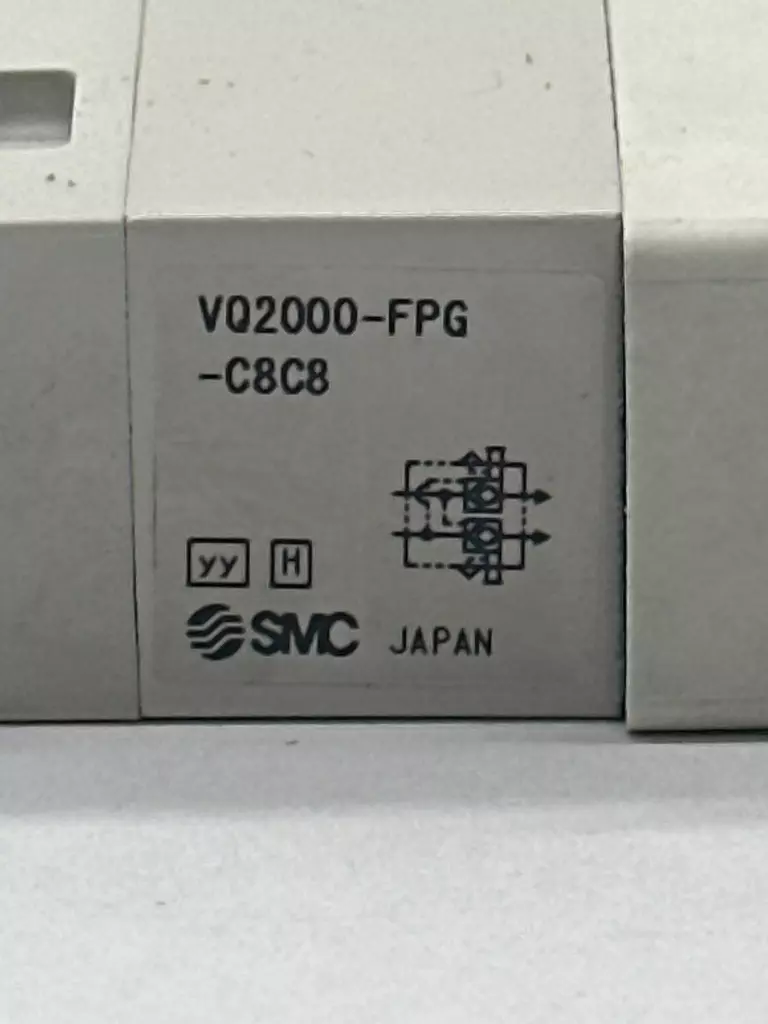 VQ2000-FPG
-C8C8
yy H
SMC JAPAN